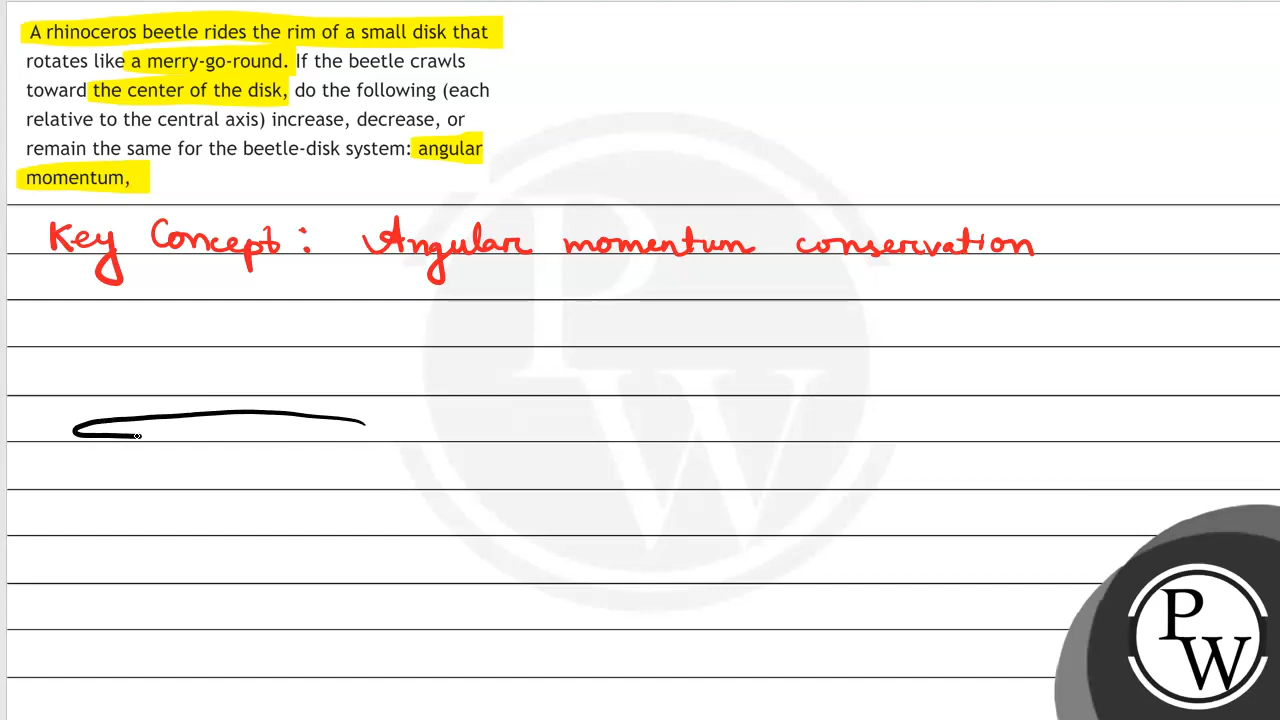 A rhinoceros beetle rides the rim of a small disk that
rotates like a merry-go-round. If the beetle crawls
toward the center of the disk, do the following (each
relative to the central axis) increase, decrease, or
remain the same for the beetle-disk system: angular
momentum,
Key Concept: Angular momentum conservation
PW
PW